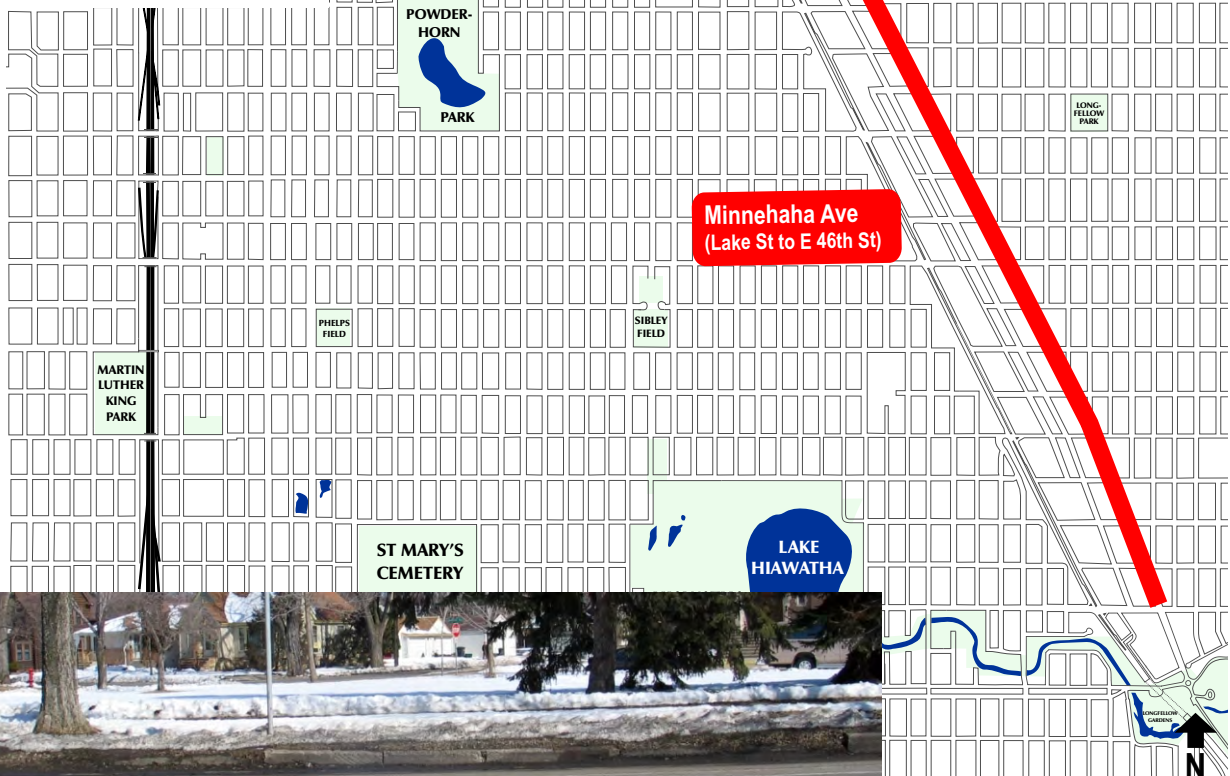 POWDER-
HORN
PARK
LONG-
FELLOW
PARK
Minnehaha Ave
(Lake St to E 46th St)
PHELPS
FIELD
SIBLEY
FIELD
MARTIN
LUTHER
KING
PARK
ST MARY'S
CEMETERY
LAKE
HIAWATHA
LONGFELLOW
GARDENS
N